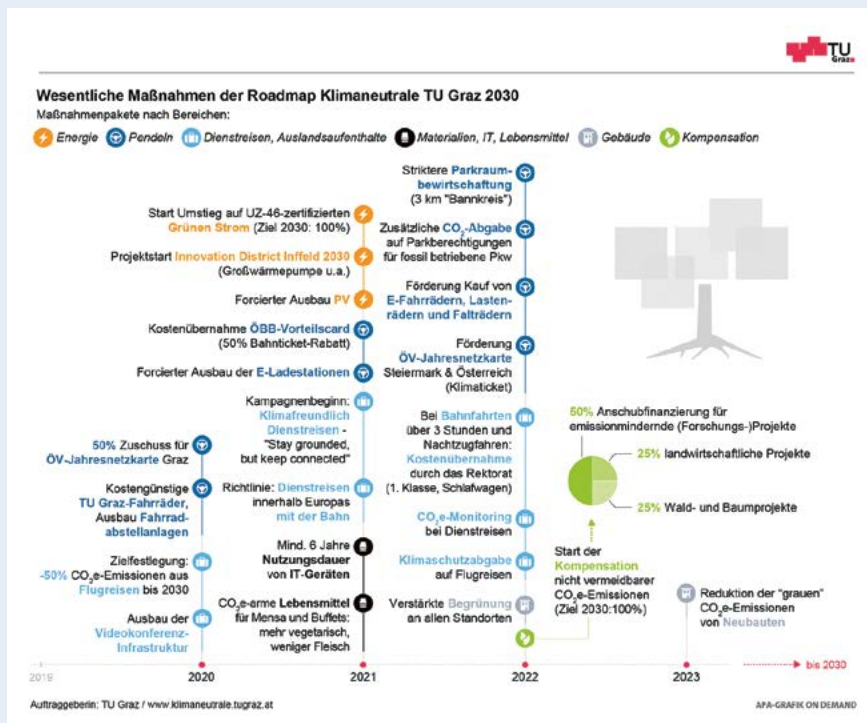 TU
Graz
Wesentliche Maßnahmen der Roadmap Klimaneutrale TU Graz 2030
Maßnahmenpakete nach Bereichen:
Energie
Pendeln
Dienstreisen, Auslandsaufenthalte
Materialien, IT, Lebensmittel
Gebäude
Kompensation
50% Zuschuss für
ÖV-Jahresnetzkarte Graz
Kostengünstige
TU Graz-Fahrräder,
Ausbau Fahrrad-
abstellanlagen
Zielfestlegung:
-50% CO₂e-Emissionen aus
Flugreisen bis 2030
Ausbau der
Videokonferenz-
Infrastruktur
Start Umstieg auf UZ-46-zertifizierten
Grünen Strom (Ziel 2030: 100%)
Projektstart Innovation District Inffeld 2030
(Großwärmepumpe u.a.)
Forcierter Ausbau PV
Kostenübernahme ÖBB-Vorteilscard
(50% Bahnticket-Rabatt)
Forcierter Ausbau der E-Ladestationen
Kampagnenbeginn:
Klimafreundlich
Dienstreisen -
"Stay grounded,
but keep connected"
Richtlinie: Dienstreisen
innerhalb Europas
mit der Bahn
Mind. 6 Jahre
Nutzungsdauer
von IT-Geräten
CO₂e-arme Lebensmittel
für Mensa und Buffets:
mehr vegetarisch,
weniger Fleisch
Striktere Parkraum-
bewirtschaftung
(3 km "Bannkreis")
Zusätzliche CO₂-Abgabe
auf Parkberechtigungen
für fossil betriebene Pkw
Förderung Kauf von
E-Fahrrädern, Lasten-
rädern und Falträdern
Förderung
ÖV-Jahresnetzkarte
Steiermark & Österreich
(Klimaticket)
Bei Bahnfahrten
über 3 Stunden und
Nachtzugfahren:
Kostenübernahme
durch das Rektorat
(1. Klasse, Schlafwagen)
CO₂e-Monitoring
bei Dienstreisen
Klimaschutzabgabe
auf Flugreisen
Verstärkte Begrünung
an allen Standorten
50% Anschubfinanzierung für
emissionmindernde (Forschungs-)Projekte
25% landwirtschaftliche Projekte
25% Wald- und Baumprojekte
Start der
Kompensation
nicht vermeidbarer
CO₂e-Emissionen
(Ziel 2030:100%)
Reduktion der "grauen"
CO₂e-Emissionen
von Neubauten
2019
2020
2021
2022
2023
bis 2030
Auftraggeberin: TU Graz / www.klimaneutrale.tugraz.at
APA-GRAFIK ON DEMAND